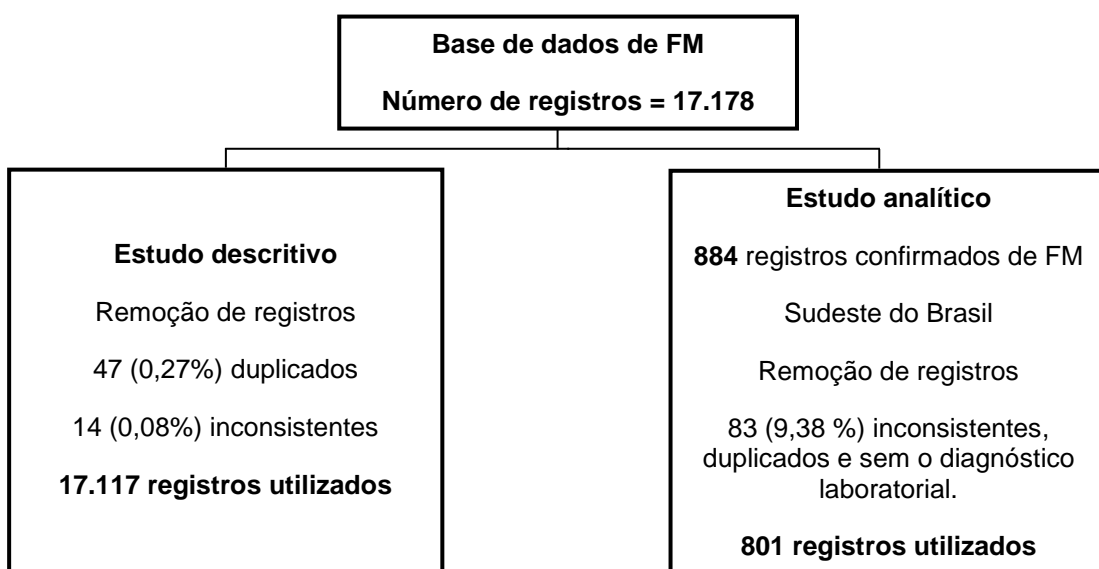 Base de dados de FM
Número de registros = 17.178
Estudo descritivo
Remoção de registros
47 (0,27%) duplicados
14 (0,08%) inconsistentes
17.117 registros utilizados
Estudo analítico
884 registros confirmados de FM
Sudeste do Brasil
Remoção de registros
83 (9,38 %) inconsistentes,
duplicados e sem o diagnóstico
laboratorial.
801 registros utilizados